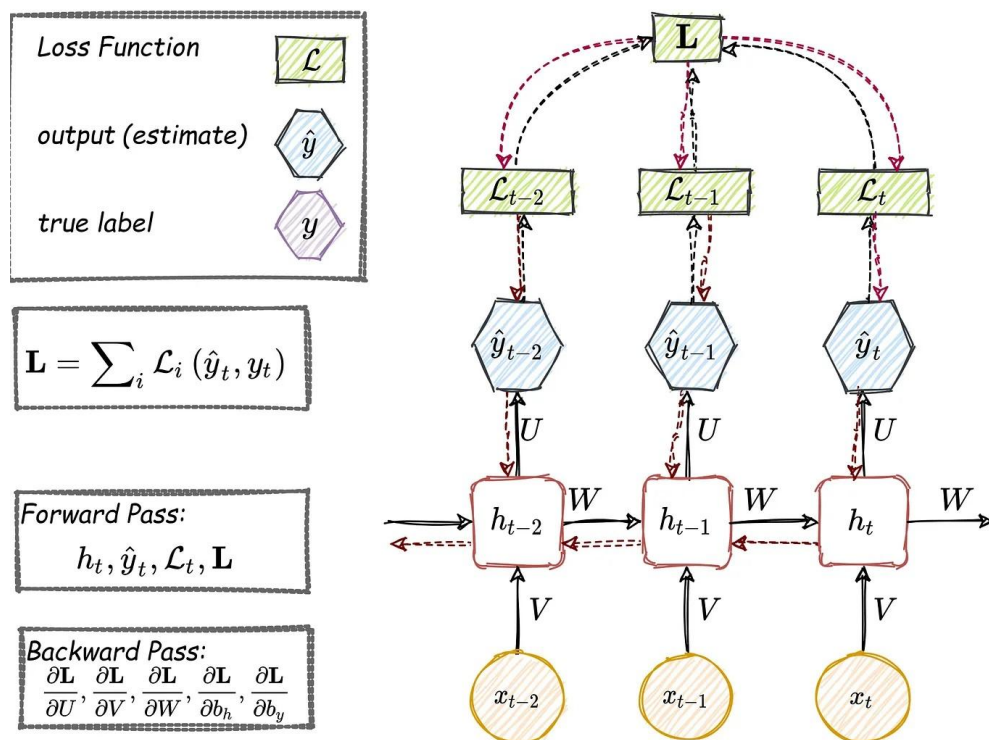 Loss Function
ℒ
output (estimate)
ŷ
true label
y
L = ∑ᵢ ℒᵢ (ŷₜ, yₜ)
Forward Pass:
hₜ, ŷₜ, ℒₜ, L
Backward Pass:
∂L/∂U, ∂L/∂V, ∂L/∂W, ∂L/∂b_h, ∂L/∂b_y
L
ℒₜ₋₂ ℒₜ₋₁ ℒₜ
ŷₜ₋₂ ŷₜ₋₁ ŷₜ
U U U
hₜ₋₂ W hₜ₋₁ W hₜ W
V V V
xₜ₋₂ xₜ₋₁ xₜ